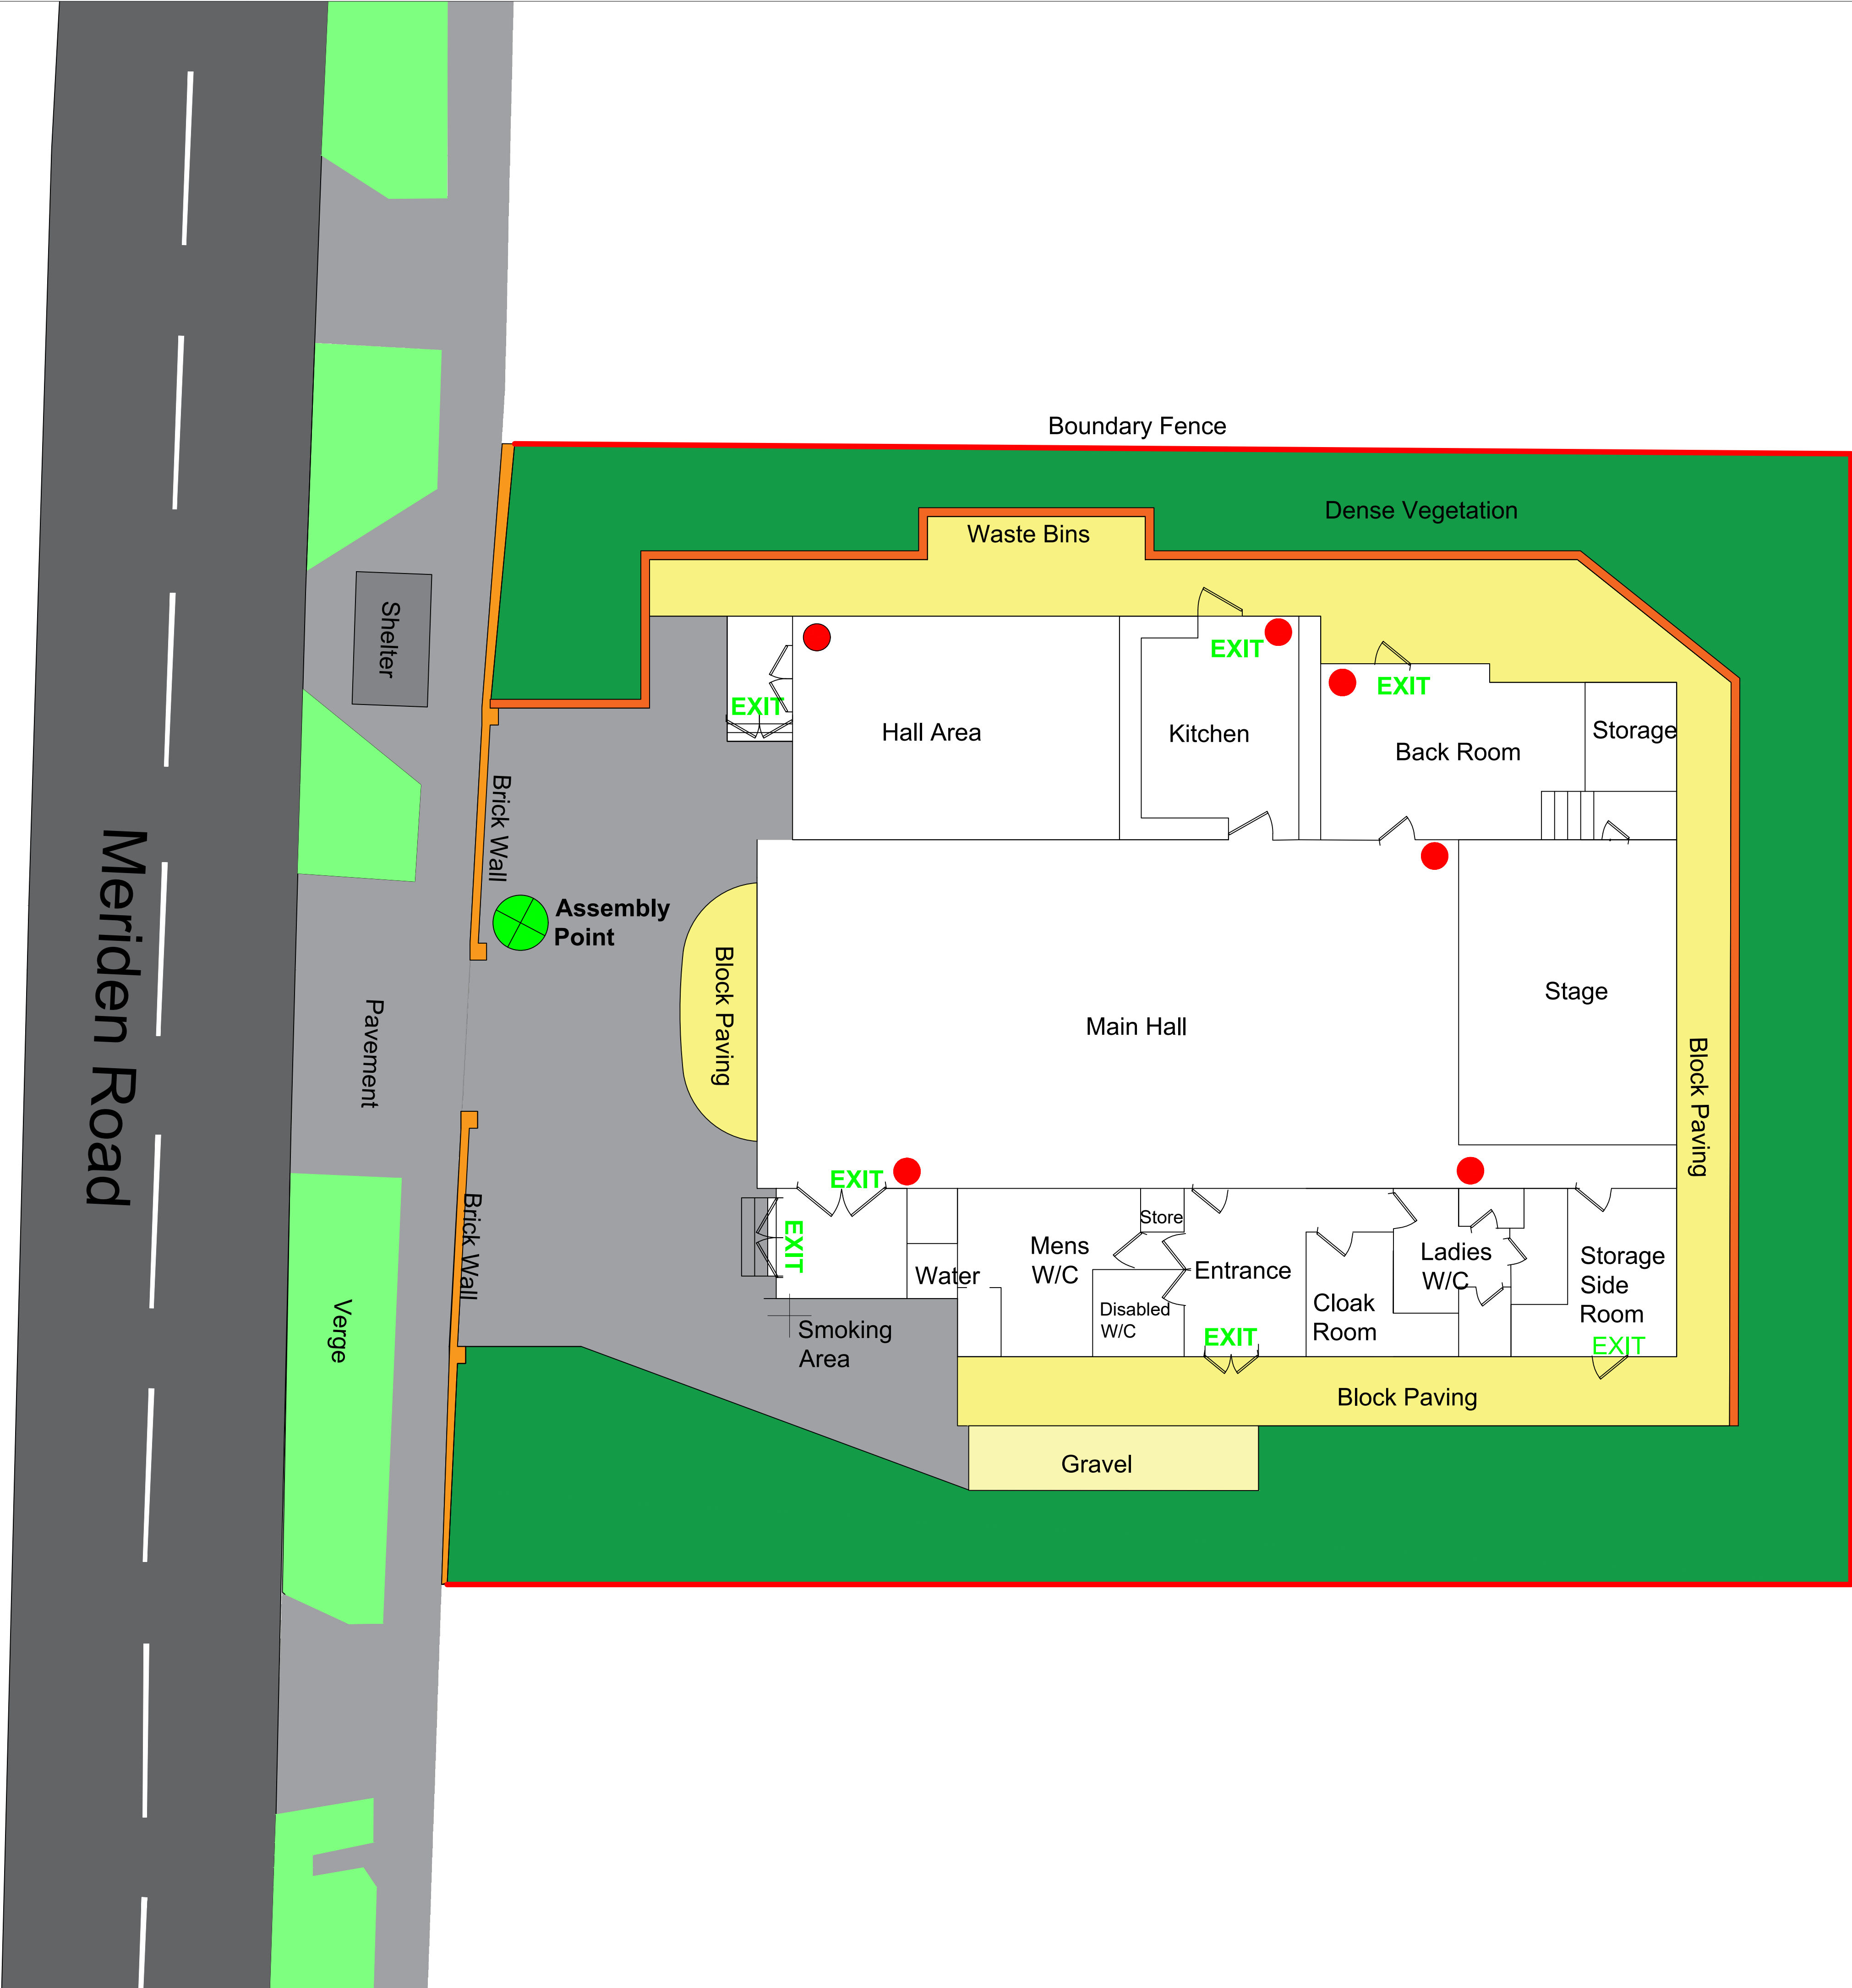 Boundary Fence
Dense Vegetation
Waste Bins
Shelter
EXIT
EXIT
EXIT
Hall Area
Kitchen
Back Room
Storage
Brick Wall
Meriden Road
Assembly
Point
Block Paving
Pavement
Main Hall
Stage
Block Paving
EXIT
EXIT
Brick Wall
Verge
Water
Smoking
Area
Mens
W/C
Store
Disabled
W/C
Entrance
EXIT
Cloak
Room
Ladies
W/C
Storage
Side
Room
EXIT
Block Paving
Gravel